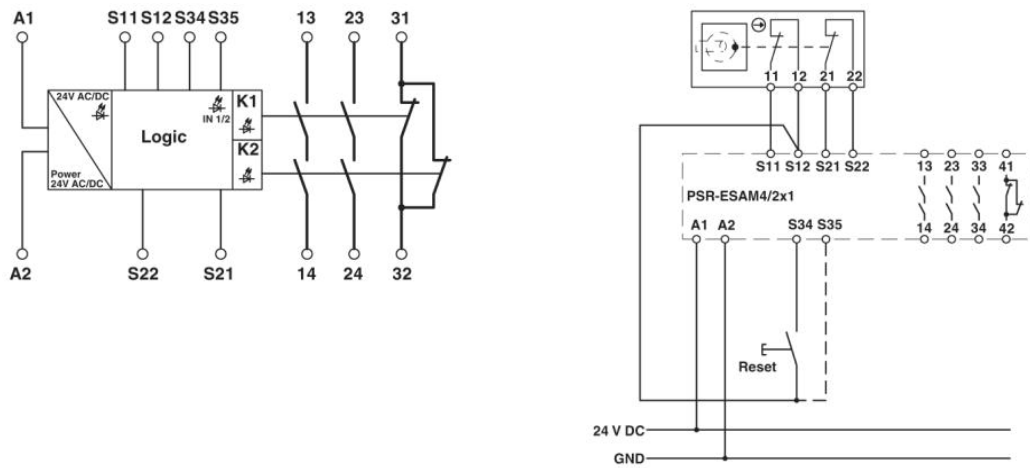 A1 S11 S12 S34 S35 13 23 31
24V AC/DC
IN 1/2
K1
Logic
K2
Power
24V AC/DC
A2 S22 S21 14 24 32
11 12 21 22
S11 S12 S21 S22 13 23 33 41
PSR-ESAM4/2x1
A1 A2 S34 S35 14 24 34 42
Reset
24 V DC
GND